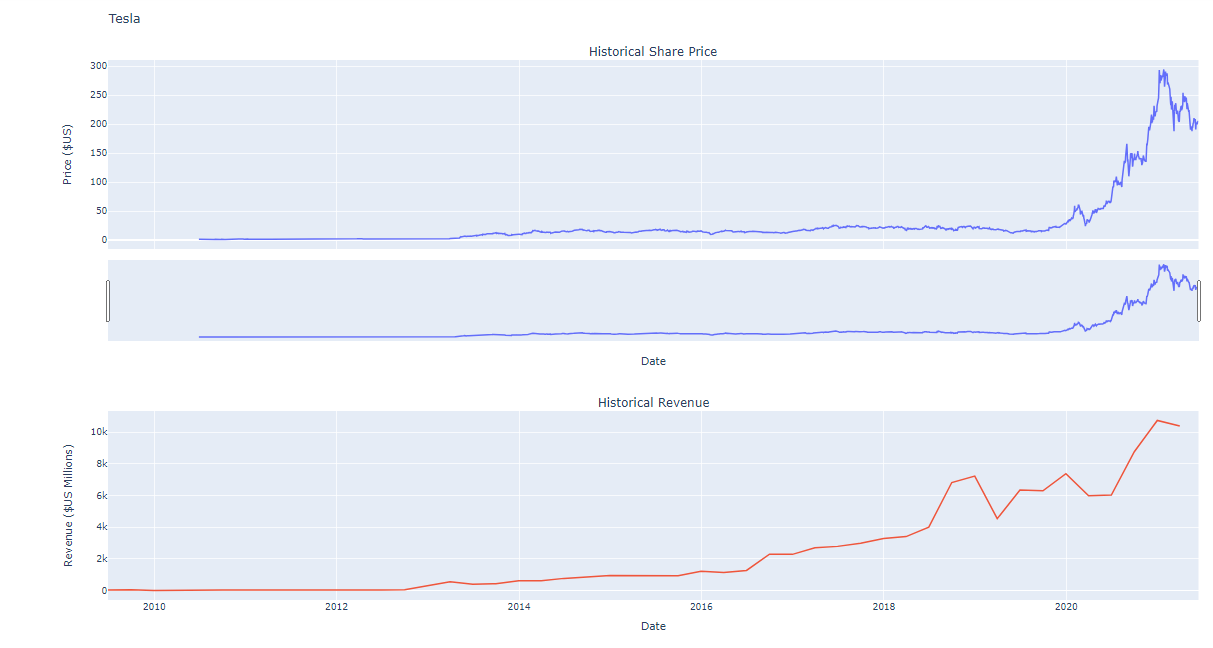 Tesla
Historical Share Price
Price ($US)
300
250
200
150
100
50
0
Date
Historical Revenue
Revenue ($US Millions)
10k
8k
6k
4k
2k
0
2010 2012 2014 2016 2018 2020
Date